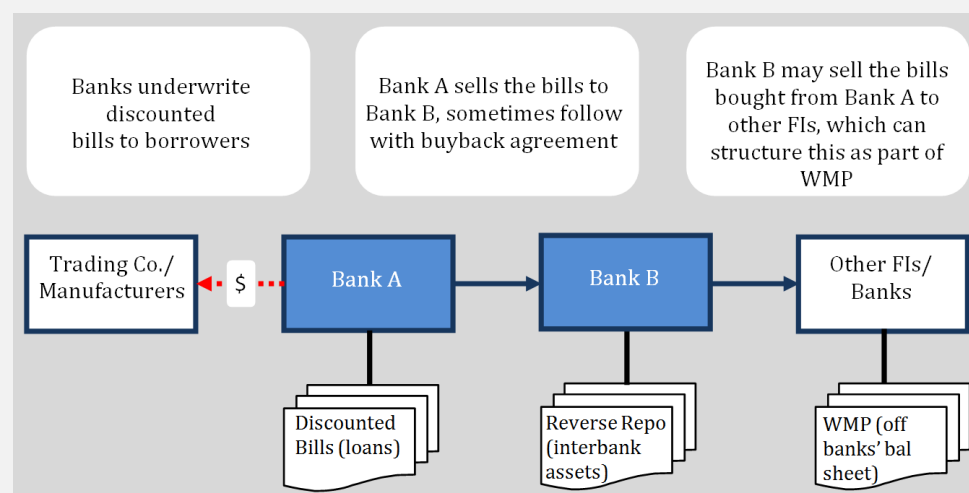 Banks underwrite
discounted
bills to borrowers
Bank A sells the bills to
Bank B, sometimes follow
with buyback agreement
Bank B may sell the bills
bought from Bank A to
other FIs, which can
structure this as part of
WMP
Trading Co./
Manufacturers
$
Bank A
Bank B
Other FIs/
Banks
Discounted
Bills (loans)
Reverse Repo
(interbank
assets)
WMP (off
banks’ bal
sheet)